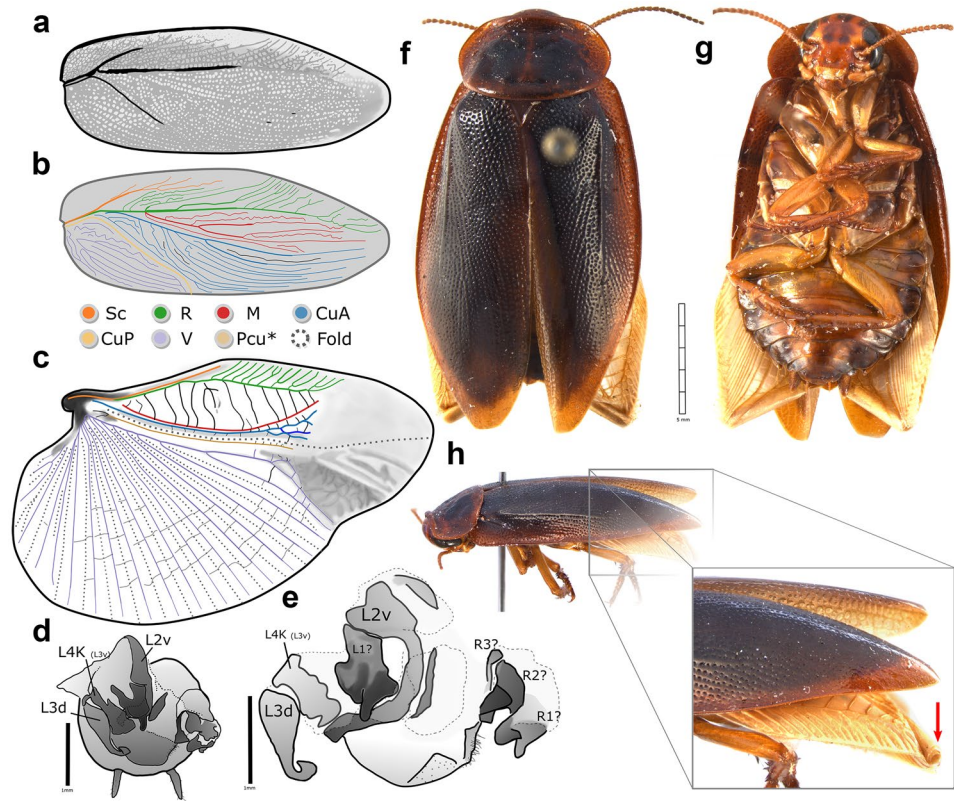 a
b
Sc R M CuA
CuP V Pcu* Fold
c
d
L4K (L3v)
L2v
L3d
1mm
e
L2v
L4K (L3v)
L1?
L3d
R3?
R2?
R1?
1mm
f
g
5 mm
h